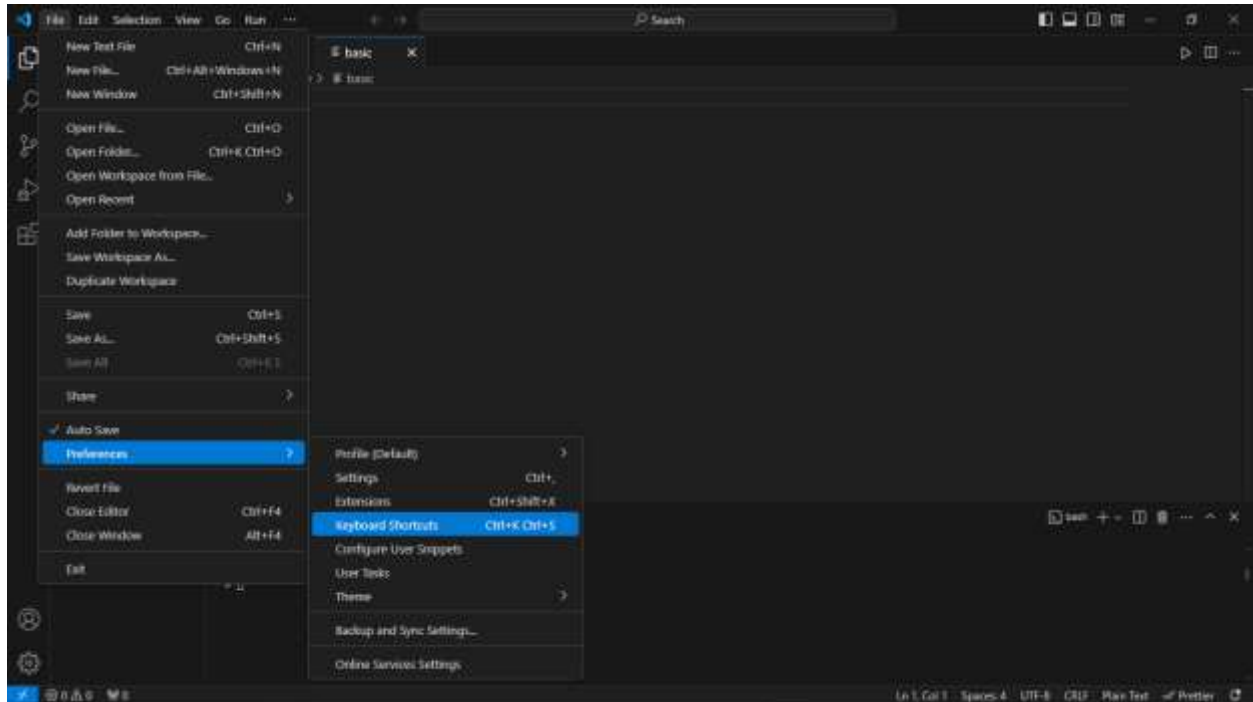 File Edit Selection View Go Run ... Search
New Text File Ctrl+N
New File... Ctrl+Alt+Windows+N
New Window Ctrl+Shift+N
Open File... Ctrl+O
Open Folder... Ctrl+K Ctrl+O
Open Workspace from File...
Open Recent
Add Folder to Workspace...
Save Workspace As...
Duplicate Workspace
Save Ctrl+S
Save As... Ctrl+Shift+S
Save All Ctrl+K S
Share
Auto Save
Preferences
Revert File
Close Editor Ctrl+F4
Close Window Alt+F4
Exit
basic
basic
Profile (Default)
Settings Ctrl+,
Extensions Ctrl+Shift+X
Keyboard Shortcuts Ctrl+K Ctrl+S
Configure User Snippets
User Tasks
Theme
Backup and Sync Settings...
Online Services Settings
bash
0 0 0
Ln 1, Col 1 Spaces: 4 UTF-8 CRLF Plain Text Prettier